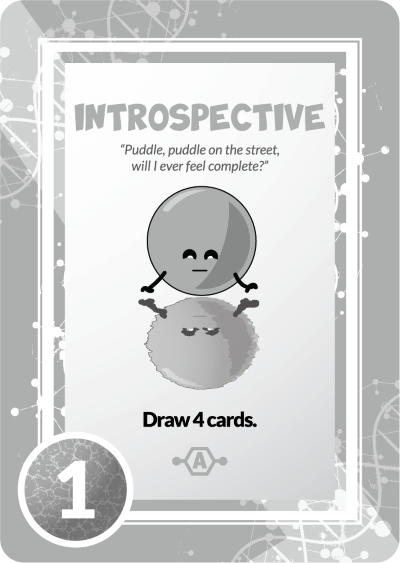 INTROSPECTIVE
“Puddle, puddle on the street,
will I ever feel complete?”
Draw 4 cards.
A
1